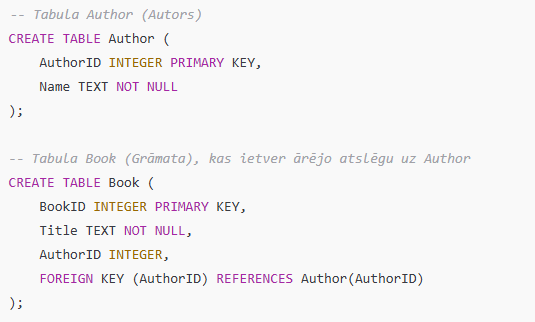 -- Tabula Author (Autors)
CREATE TABLE Author (
    AuthorID INTEGER PRIMARY KEY,
    Name TEXT NOT NULL
);
-- Tabula Book (Grāmata), kas ietver ārējo atslēgu uz Author
CREATE TABLE Book (
    BookID INTEGER PRIMARY KEY,
    Title TEXT NOT NULL,
    AuthorID INTEGER,
    FOREIGN KEY (AuthorID) REFERENCES Author(AuthorID)
);